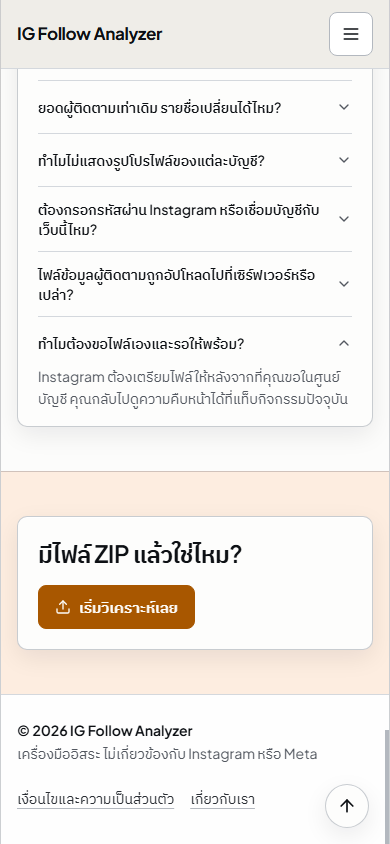 IG Follow Analyzer
ยอดผู้ติดตามเท่าเดิม รายชื่อเปลี่ยนได้ไหม?
ทำไมไม่แสดงรูปโปรไฟล์ของแต่ละบัญชี?
ต้องกรอกรหัสผ่าน Instagram หรือเชื่อมบัญชีกับ
เว็บนี้ไหม?
ไฟล์ข้อมูลผู้ติดตามถูกอัปโหลดไปที่เซิร์ฟเวอร์หรือ
เปล่า?
ทำไมต้องขอไฟล์เองและรอให้พร้อม?
Instagram ต้องเตรียมไฟล์ให้หลังจากที่คุณขอในศูนย์
บัญชี คุณกลับไปดูความคืบหน้าได้ที่แท็บกิจกรรมปัจจุบัน
มีไฟล์ ZIP แล้วใช่ไหม?
เริ่มวิเคราะห์เลย
© 2026 IG Follow Analyzer
เครื่องมืออิสระ ไม่เกี่ยวข้องกับ Instagram หรือ Meta
เงื่อนไขและความเป็นส่วนตัว เกี่ยวกับเรา